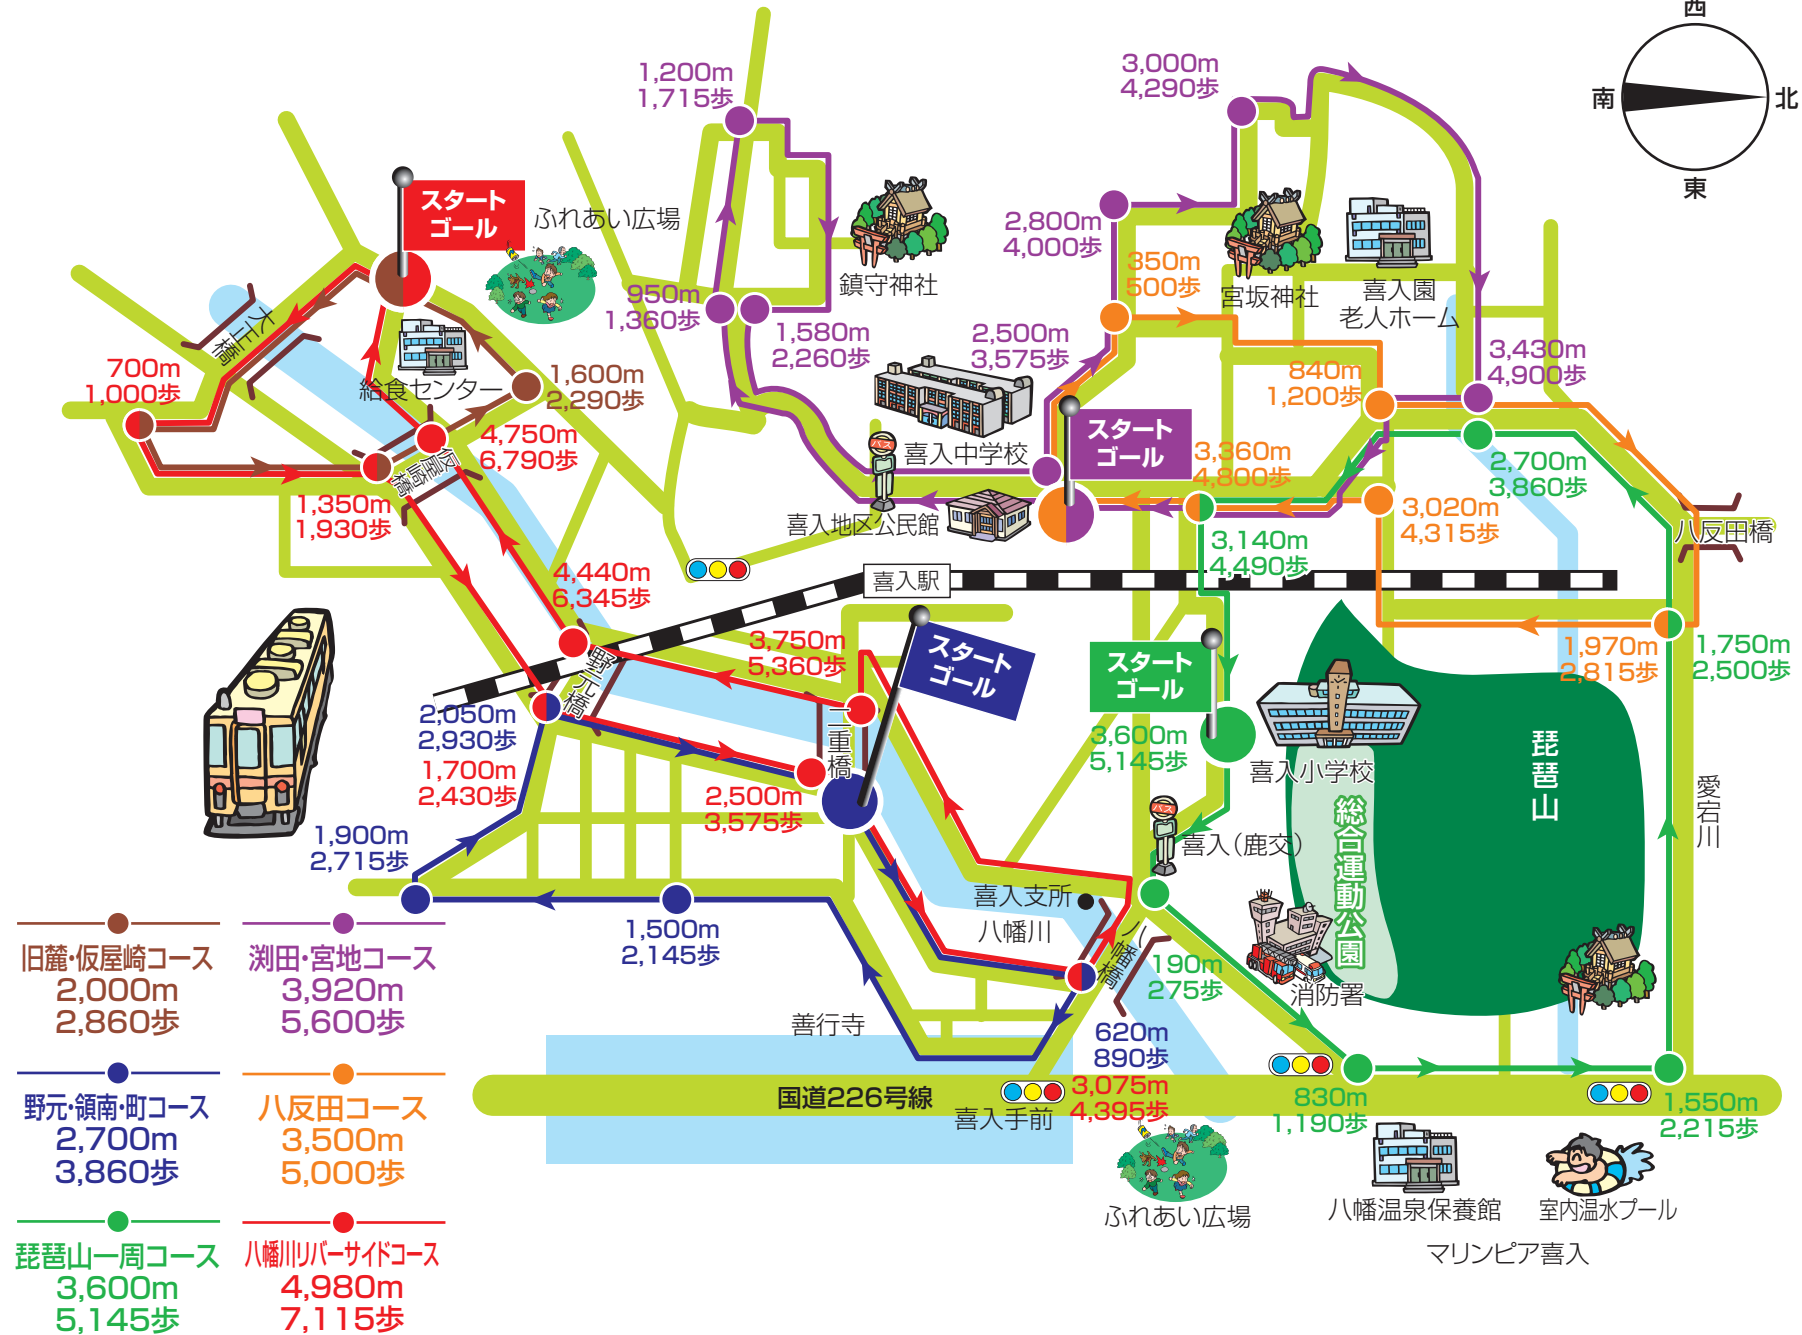 西
南
北
東
1,200m
1,715歩
3,000m
4,290歩
スタート
ゴール
ふれあい広場
鎮守神社
2,800m
4,000歩
350m
500歩
宮坂神社
喜入園
老人ホーム
大正橋
950m
1,360歩
1,580m
2,260歩
2,500m
3,575歩
700m
1,000歩
給食センター
1,600m
2,290歩
840m
1,200歩
3,430m
4,900歩
4,750m
6,790歩
仮屋崎橋
喜入中学校
スタート
ゴール
3,360m
4,800歩
2,700m
3,860歩
バス
1,350m
1,930歩
喜入地区公民館
3,020m
4,315歩
八反田橋
3,140m
4,490歩
4,440m
6,345歩
喜入駅
3,750m
5,360歩
スタート
ゴール
スタート
ゴール
1,970m
2,815歩
1,750m
2,500歩
野元橋
二重橋
2,050m
2,930歩
1,700m
2,430歩
2,500m
3,575歩
3,600m
5,145歩
喜入小学校
琵琶山
愛宕川
総合運動公園
1,900m
2,715歩
バス
喜入(鹿交)
喜入支所
八幡川
八幡橋
1,500m
2,145歩
190m
275歩
消防署
善行寺
620m
890歩
3,075m
4,395歩
国道226号線
喜入手前
830m
1,190歩
1,550m
2,215歩
ふれあい広場
八幡温泉保養館
室内温水プール
マリンピア喜入
旧麓・仮屋崎コース
2,000m
2,860歩
渕田・宮地コース
3,920m
5,600歩
野元・領南・町コース
2,700m
3,860歩
八反田コース
3,500m
5,000歩
琵琶山一周コース
3,600m
5,145歩
八幡川リバーサイドコース
4,980m
7,115歩